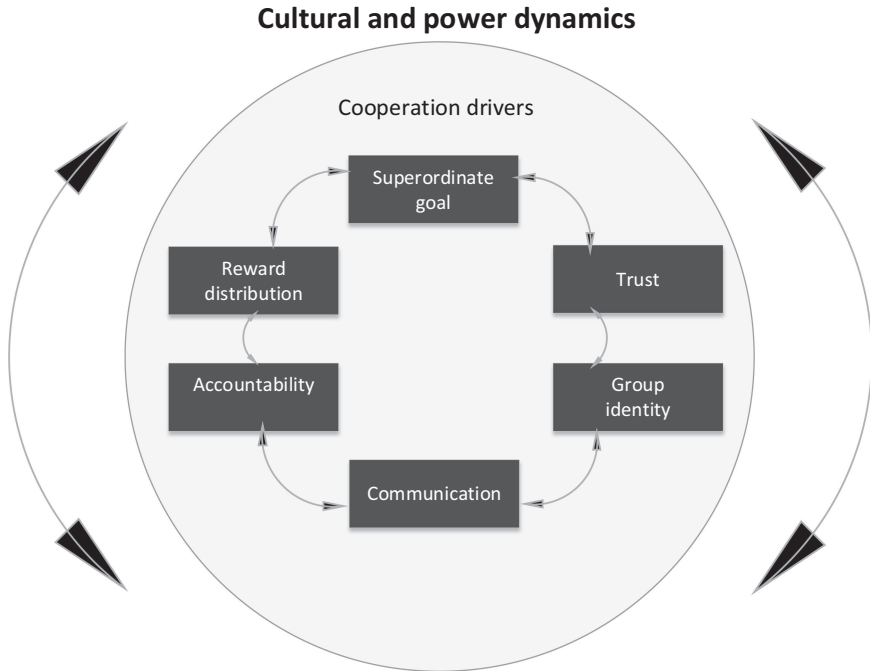 Cultural and power dynamics
Cooperation drivers
Superordinate
goal
Reward
distribution
Trust
Accountability
Group
identity
Communication